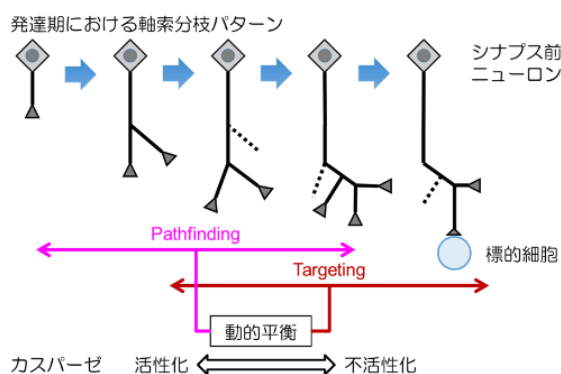 発達期における軸索分枝パターン
シナプス前
ニューロン
Pathfinding
標的細胞
Targeting
動的平衡
カスパーゼ 活性化 不活性化